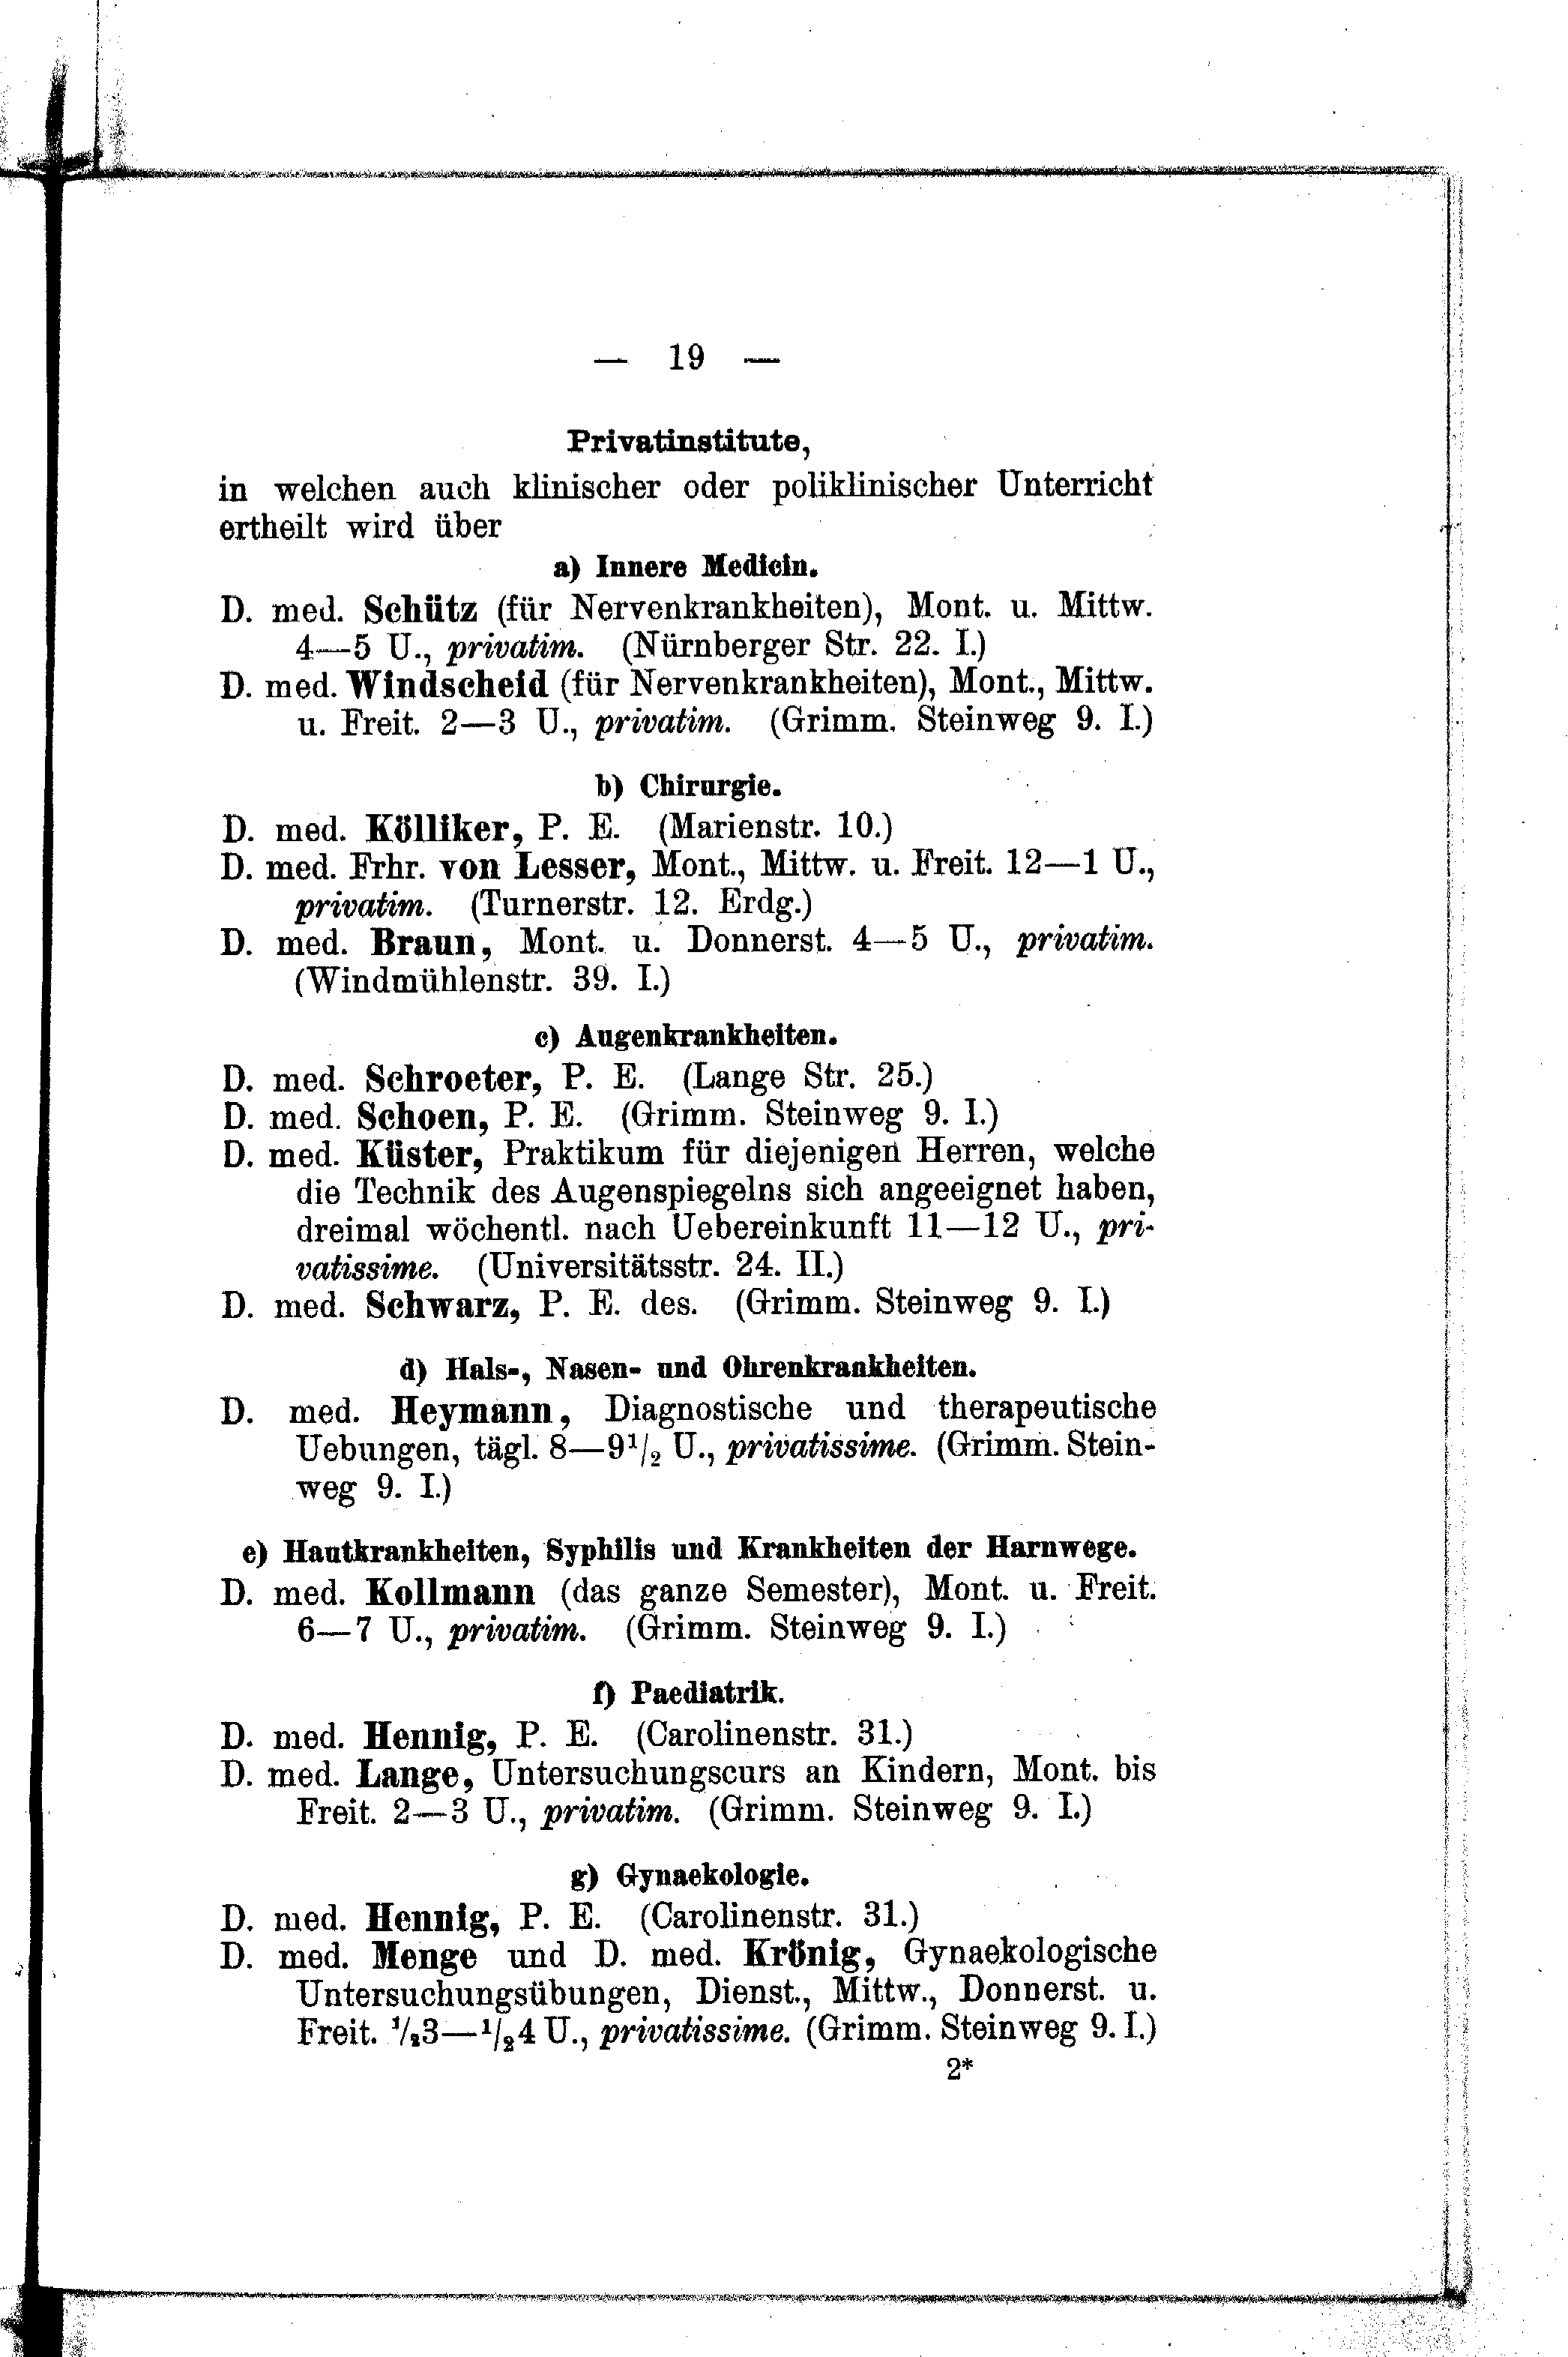 — 19 —
Privatinstitute,
in welchen auch klinischer oder poliklinischer Unterricht
ertheilt wird über
a) Innere Medicin.
D. med. Schütz (für Nervenkrankheiten), Mont. u. Mittw.
4—5 U., privatim. (Nürnberger Str. 22. I.)
D. med. Windscheid (für Nervenkrankheiten), Mont., Mittw.
u. Freit. 2—3 U., privatim. (Grimm. Steinweg 9. I.)
b) Chirurgie.
D. med. Kölliker, P. E. (Marienstr. 10.)
D. med. Frhr. von Lesser, Mont., Mittw. u. Freit. 12—1 U.,
privatim. (Turnerstr. 12. Erdg.)
D. med. Braun, Mont. u. Donnerst. 4—5 U., privatim.
(Windmühlenstr. 39. I.)
c) Augenkrankheiten.
D. med. Schroeter, P. E. (Lange Str. 25.)
D. med. Schoen, P. E. (Grimm. Steinweg 9. I.)
D. med. Küster, Praktikum für diejenigen Herren, welche
die Technik des Augenspiegelns sich angeeignet haben,
dreimal wöchentl. nach Uebereinkunft 11—12 U., pri-
vatissime. (Universitätsstr. 24. II.)
D. med. Schwarz, P. E. des. (Grimm. Steinweg 9. I.)
d) Hals-, Nasen- und Ohrenkrankheiten.
D. med. Heymann, Diagnostische und therapeutische
Uebungen, tägl. 8—9¹/₂ U., privatissime. (Grimm. Stein-
weg 9. I.)
e) Hautkrankheiten, Syphilis und Krankheiten der Harnwege.
D. med. Kollmann (das ganze Semester), Mont. u. Freit.
6—7 U., privatim. (Grimm. Steinweg 9. I.)
f) Paediatrik.
D. med. Hennig, P. E. (Carolinenstr. 31.)
D. med. Lange, Untersuchungscurs an Kindern, Mont. bis
Freit. 2—3 U., privatim. (Grimm. Steinweg 9. I.)
g) Gynaekologie.
D. med. Hennig, P. E. (Carolinenstr. 31.)
D. med. Menge und D. med. Krönig, Gynaekologische
Untersuchungsübungen, Dienst., Mittw., Donnerst. u.
Freit. ¹/₂3—¹/₂4 U., privatissime. (Grimm. Steinweg 9. I.)
2*